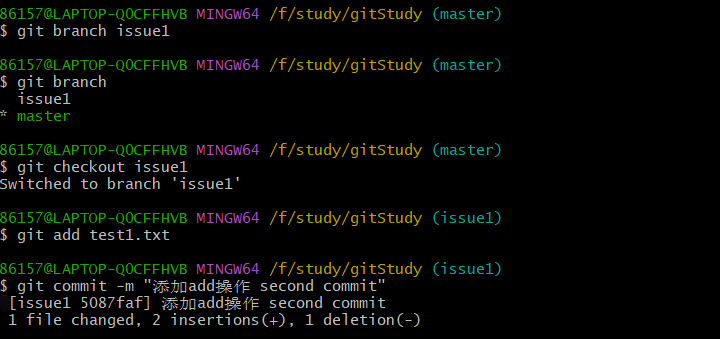 86157@LAPTOP-Q0CFFHVB MINGW64 /f/study/gitStudy (master)
$ git branch issue1
86157@LAPTOP-Q0CFFHVB MINGW64 /f/study/gitStudy (master)
$ git branch
  issue1
* master
86157@LAPTOP-Q0CFFHVB MINGW64 /f/study/gitStudy (master)
$ git checkout issue1
Switched to branch 'issue1'
86157@LAPTOP-Q0CFFHVB MINGW64 /f/study/gitStudy (issue1)
$ git add test1.txt
86157@LAPTOP-Q0CFFHVB MINGW64 /f/study/gitStudy (issue1)
$ git commit -m "添加add操作 second commit"
[issue1 5087faf] 添加add操作 second commit
 1 file changed, 2 insertions(+), 1 deletion(-)